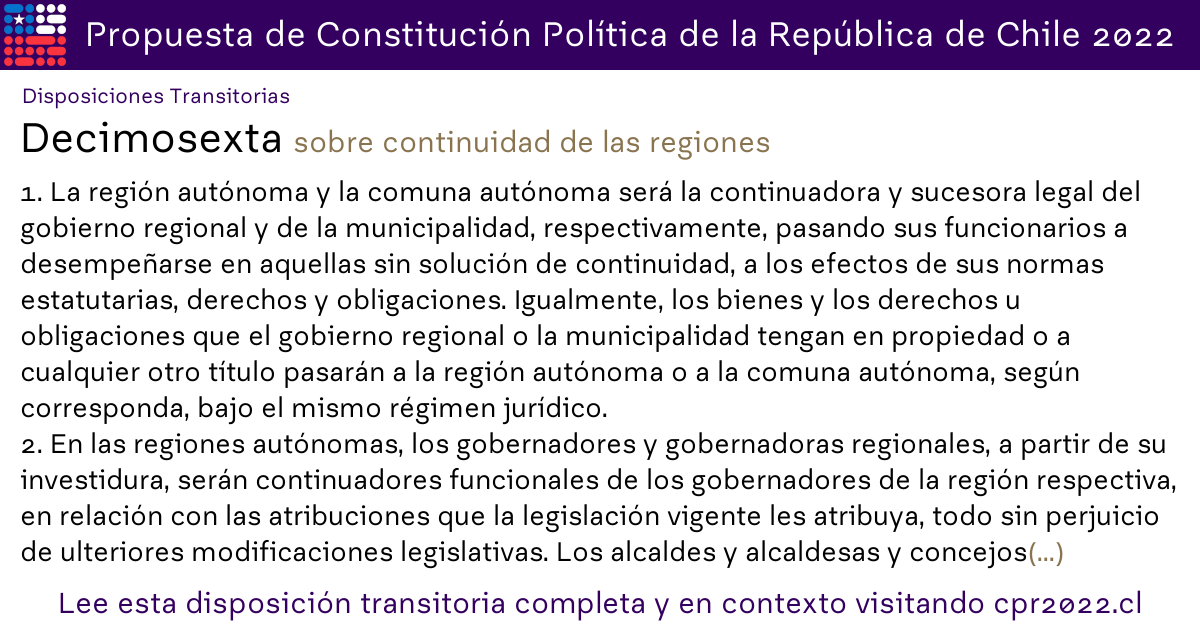 Propuesta de Constitución Política de la República de Chile 2022
Disposiciones Transitorias
Decimosexta sobre continuidad de las regiones
1. La región autónoma y la comuna autónoma será la continuadora y sucesora legal del
gobierno regional y de la municipalidad, respectivamente, pasando sus funcionarios a
desempeñarse en aquellas sin solución de continuidad, a los efectos de sus normas
estatutarias, derechos y obligaciones. Igualmente, los bienes y los derechos u
obligaciones que el gobierno regional o la municipalidad tengan en propiedad o a
cualquier otro título pasarán a la región autónoma o a la comuna autónoma, según
corresponda, bajo el mismo régimen jurídico.
2. En las regiones autónomas, los gobernadores y gobernadoras regionales, a partir de su
investidura, serán continuadores funcionales de los gobernadores de la región respectiva,
en relación con las atribuciones que la legislación vigente les atribuya, todo sin perjuicio
de ulteriores modificaciones legislativas. Los alcaldes y alcaldesas y concejos(...)
Lee esta disposición transitoria completa y en contexto visitando cpr2022.cl